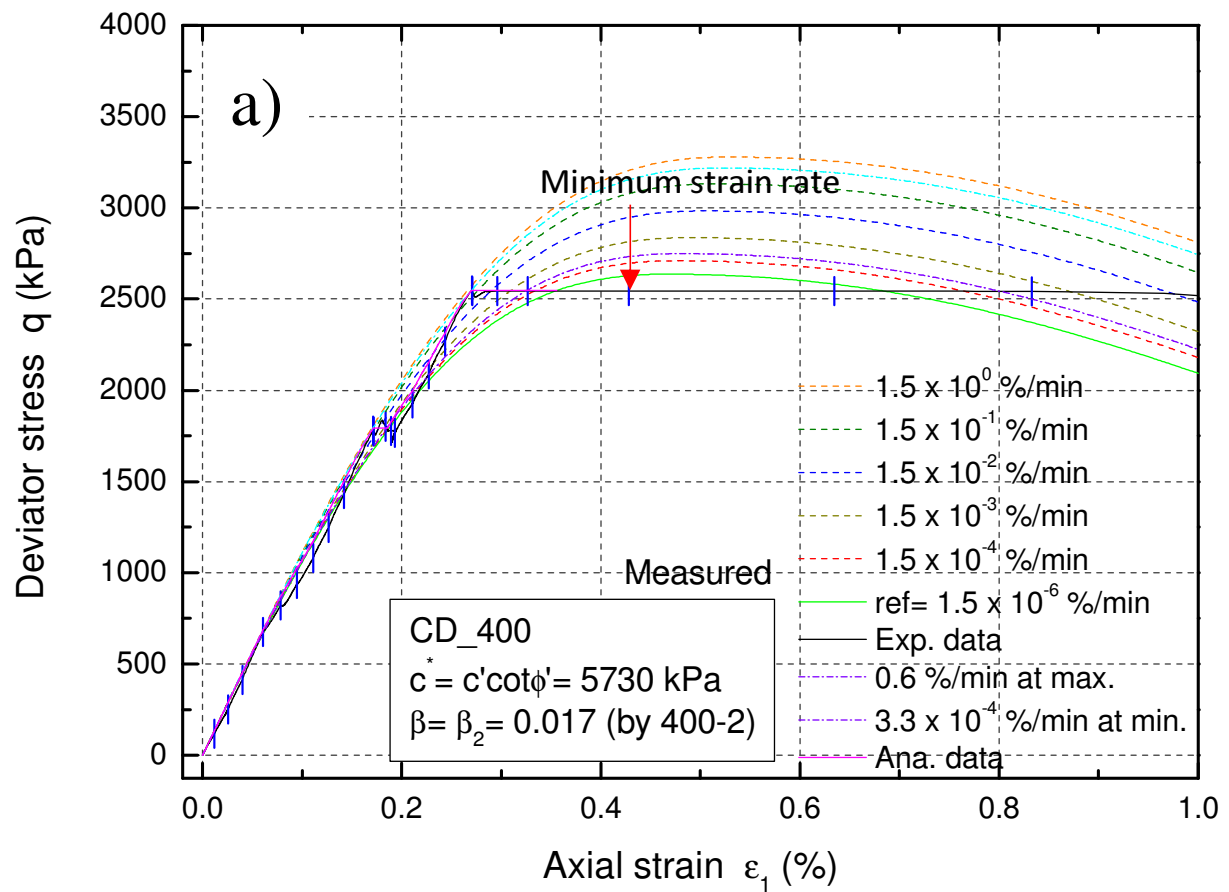 a)
4000
3500
3000
2500
2000
1500
1000
500
0
Deviator stress q (kPa)
Minimum strain rate
1.5 x 10^0 %/min
1.5 x 10^-1 %/min
1.5 x 10^-2 %/min
1.5 x 10^-3 %/min
1.5 x 10^-4 %/min
Measured
ref= 1.5 x 10^-6 %/min
Exp. data
0.6 %/min at max.
3.3 x 10^-4 %/min at min.
Ana. data
CD_400
c^*= c'cotϕ'= 5730 kPa
β= β_2= 0.017 (by 400-2)
0.0 0.2 0.4 0.6 0.8 1.0
Axial strain ε_1 (%)